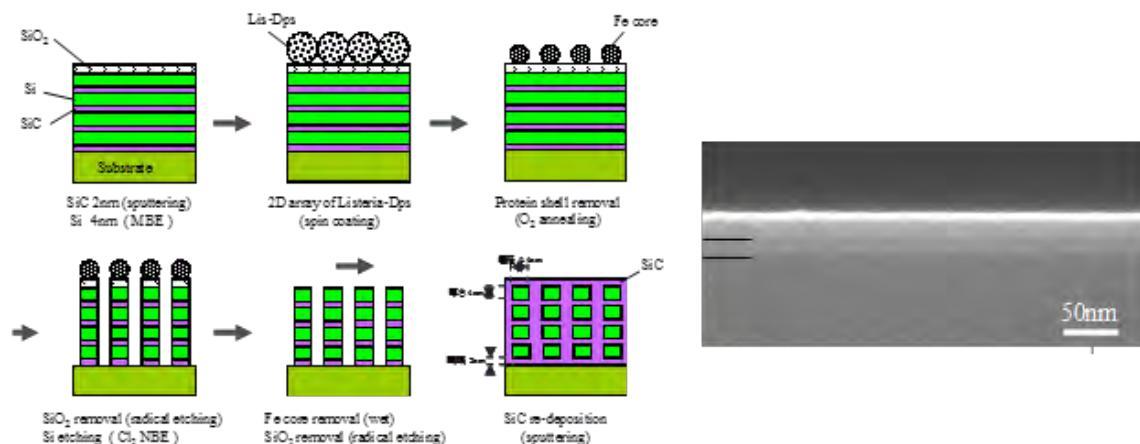 Lis-Dps
Fe core
SiO2
Si
SiC
Substrate
SiC 2nm (sputtering)
Si 4nm (MBE)
2D array of Listeria-Dps
(spin coating)
Protein shell removal
(O2 annealing)
SiC
50nm
SiO2 removal (radical etching)
Si etching (Cl2 NBE)
Fe core removal (wet)
SiO2 removal (radical etching)
SiC re-deposition
(sputtering)